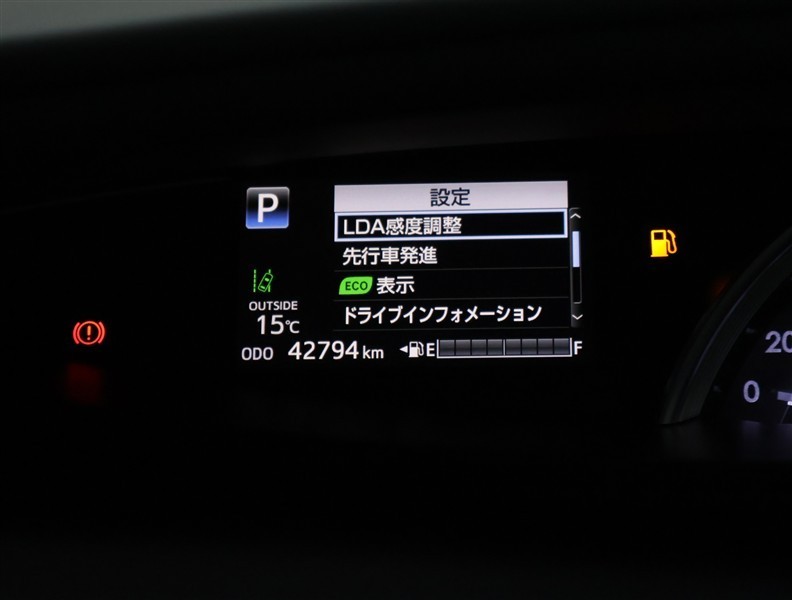 P
設定
LDA感度調整
先行車発進
ECO 表示
ドライブインフォメーション
OUTSIDE
15℃
ODO 42794 km
E F
20
0